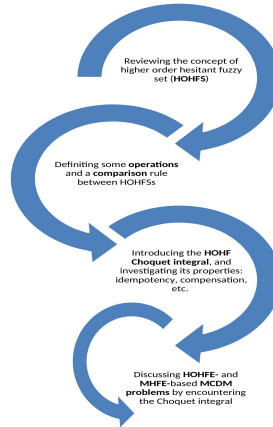 Reviewing the concept of
higher order hesitant fuzzy
set (HOHFS)
Definiting some operations
and a comparison rule
between HOHFSs
Introducing the HOHF
Choquet integral, and
investigating its properties:
idempotency, compensation,
etc.
Discussing HOHFE- and
MHFE-based MCDM
problems by encountering
the Choquet integral